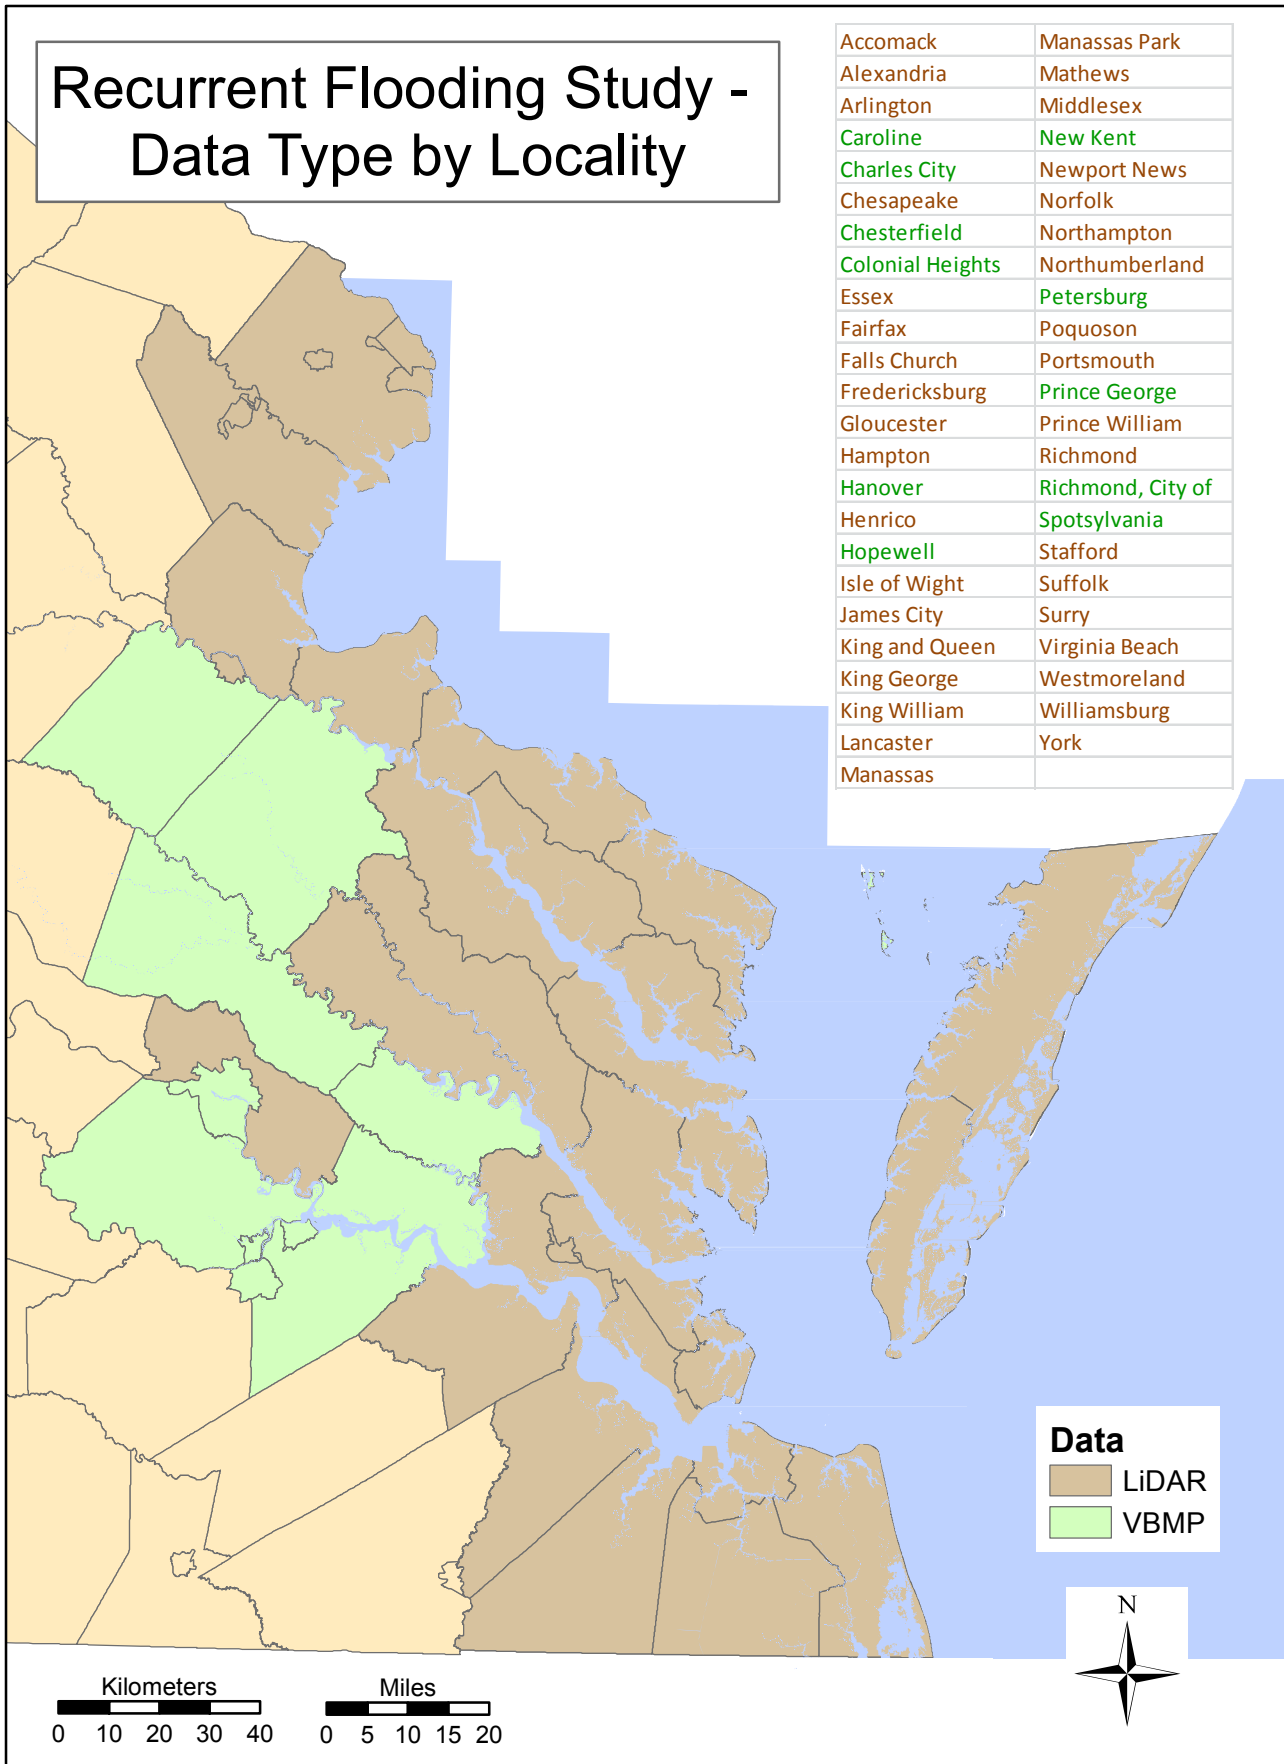 Recurrent Flooding Study -
Data Type by Locality
Accomack Manassas Park
Alexandria Mathews
Arlington Middlesex
Caroline New Kent
Charles City Newport News
Chesapeake Norfolk
Chesterfield Northampton
Colonial Heights Northumberland
Essex Petersburg
Fairfax Poquoson
Falls Church Portsmouth
Fredericksburg Prince George
Gloucester Prince William
Hampton Richmond
Hanover Richmond, City of
Henrico Spotsylvania
Hopewell Stafford
Isle of Wight Suffolk
James City Surry
King and Queen Virginia Beach
King George Westmoreland
King William Williamsburg
Lancaster York
Manassas
Data
LiDAR
VBMP
N
Kilometers
0 10 20 30 40
Miles
0 5 10 15 20